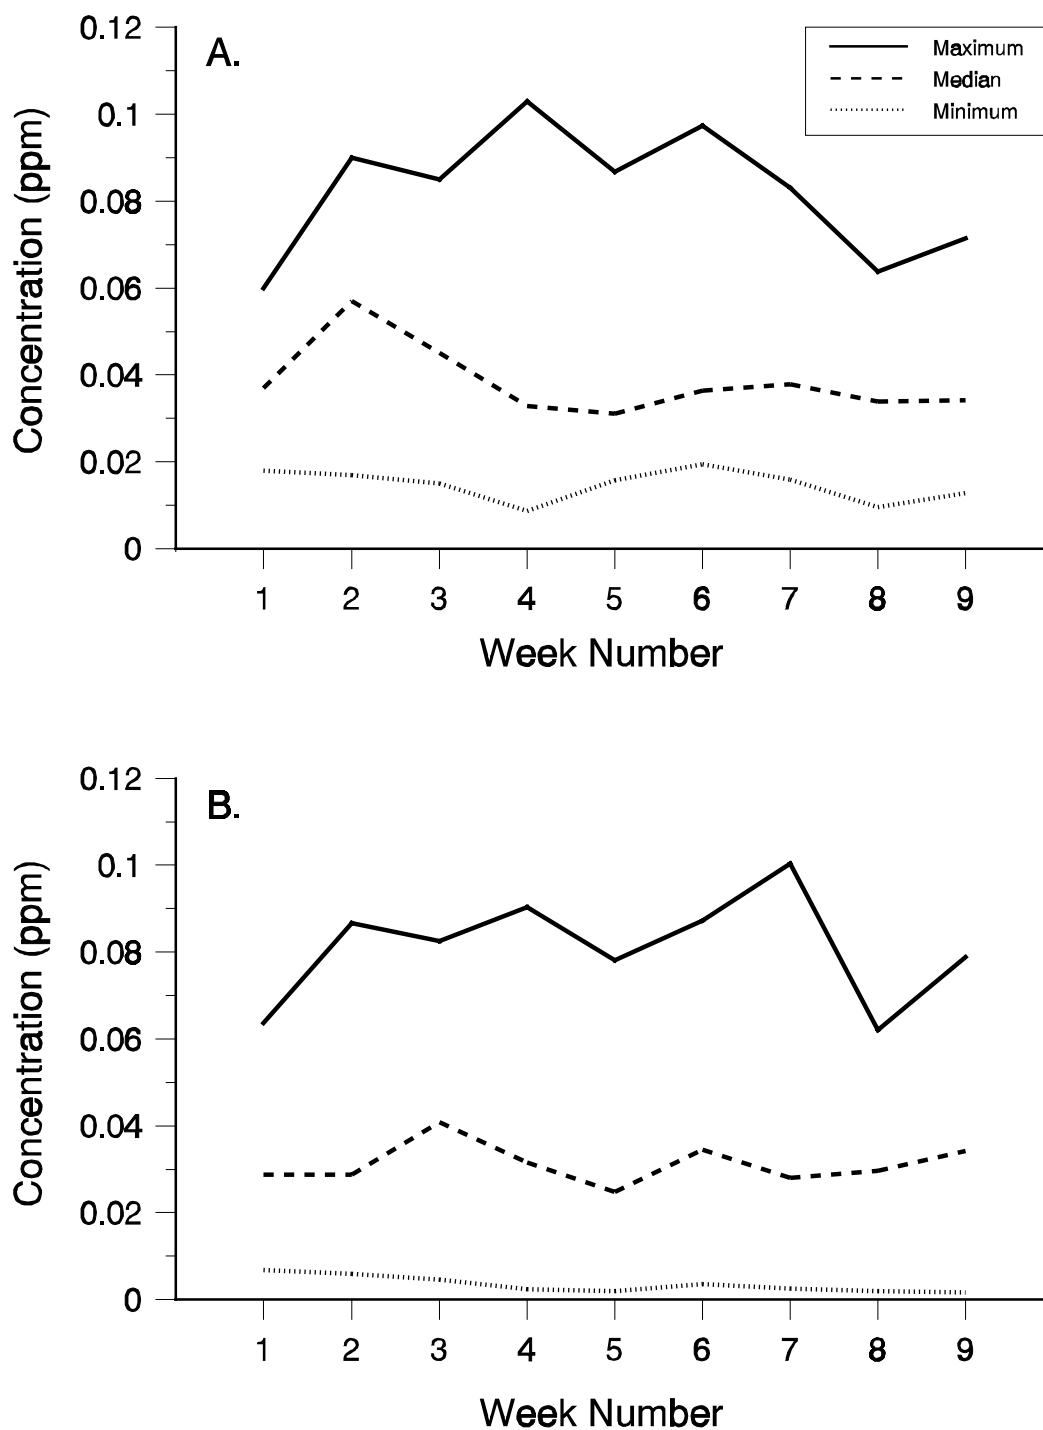 A.
Maximum
Median
Minimum
Concentration (ppm)
0.12
0.1
0.08
0.06
0.04
0.02
0
1 2 3 4 5 6 7 8 9
Week Number
B.
Concentration (ppm)
0.12
0.1
0.08
0.06
0.04
0.02
0
1 2 3 4 5 6 7 8 9
Week Number